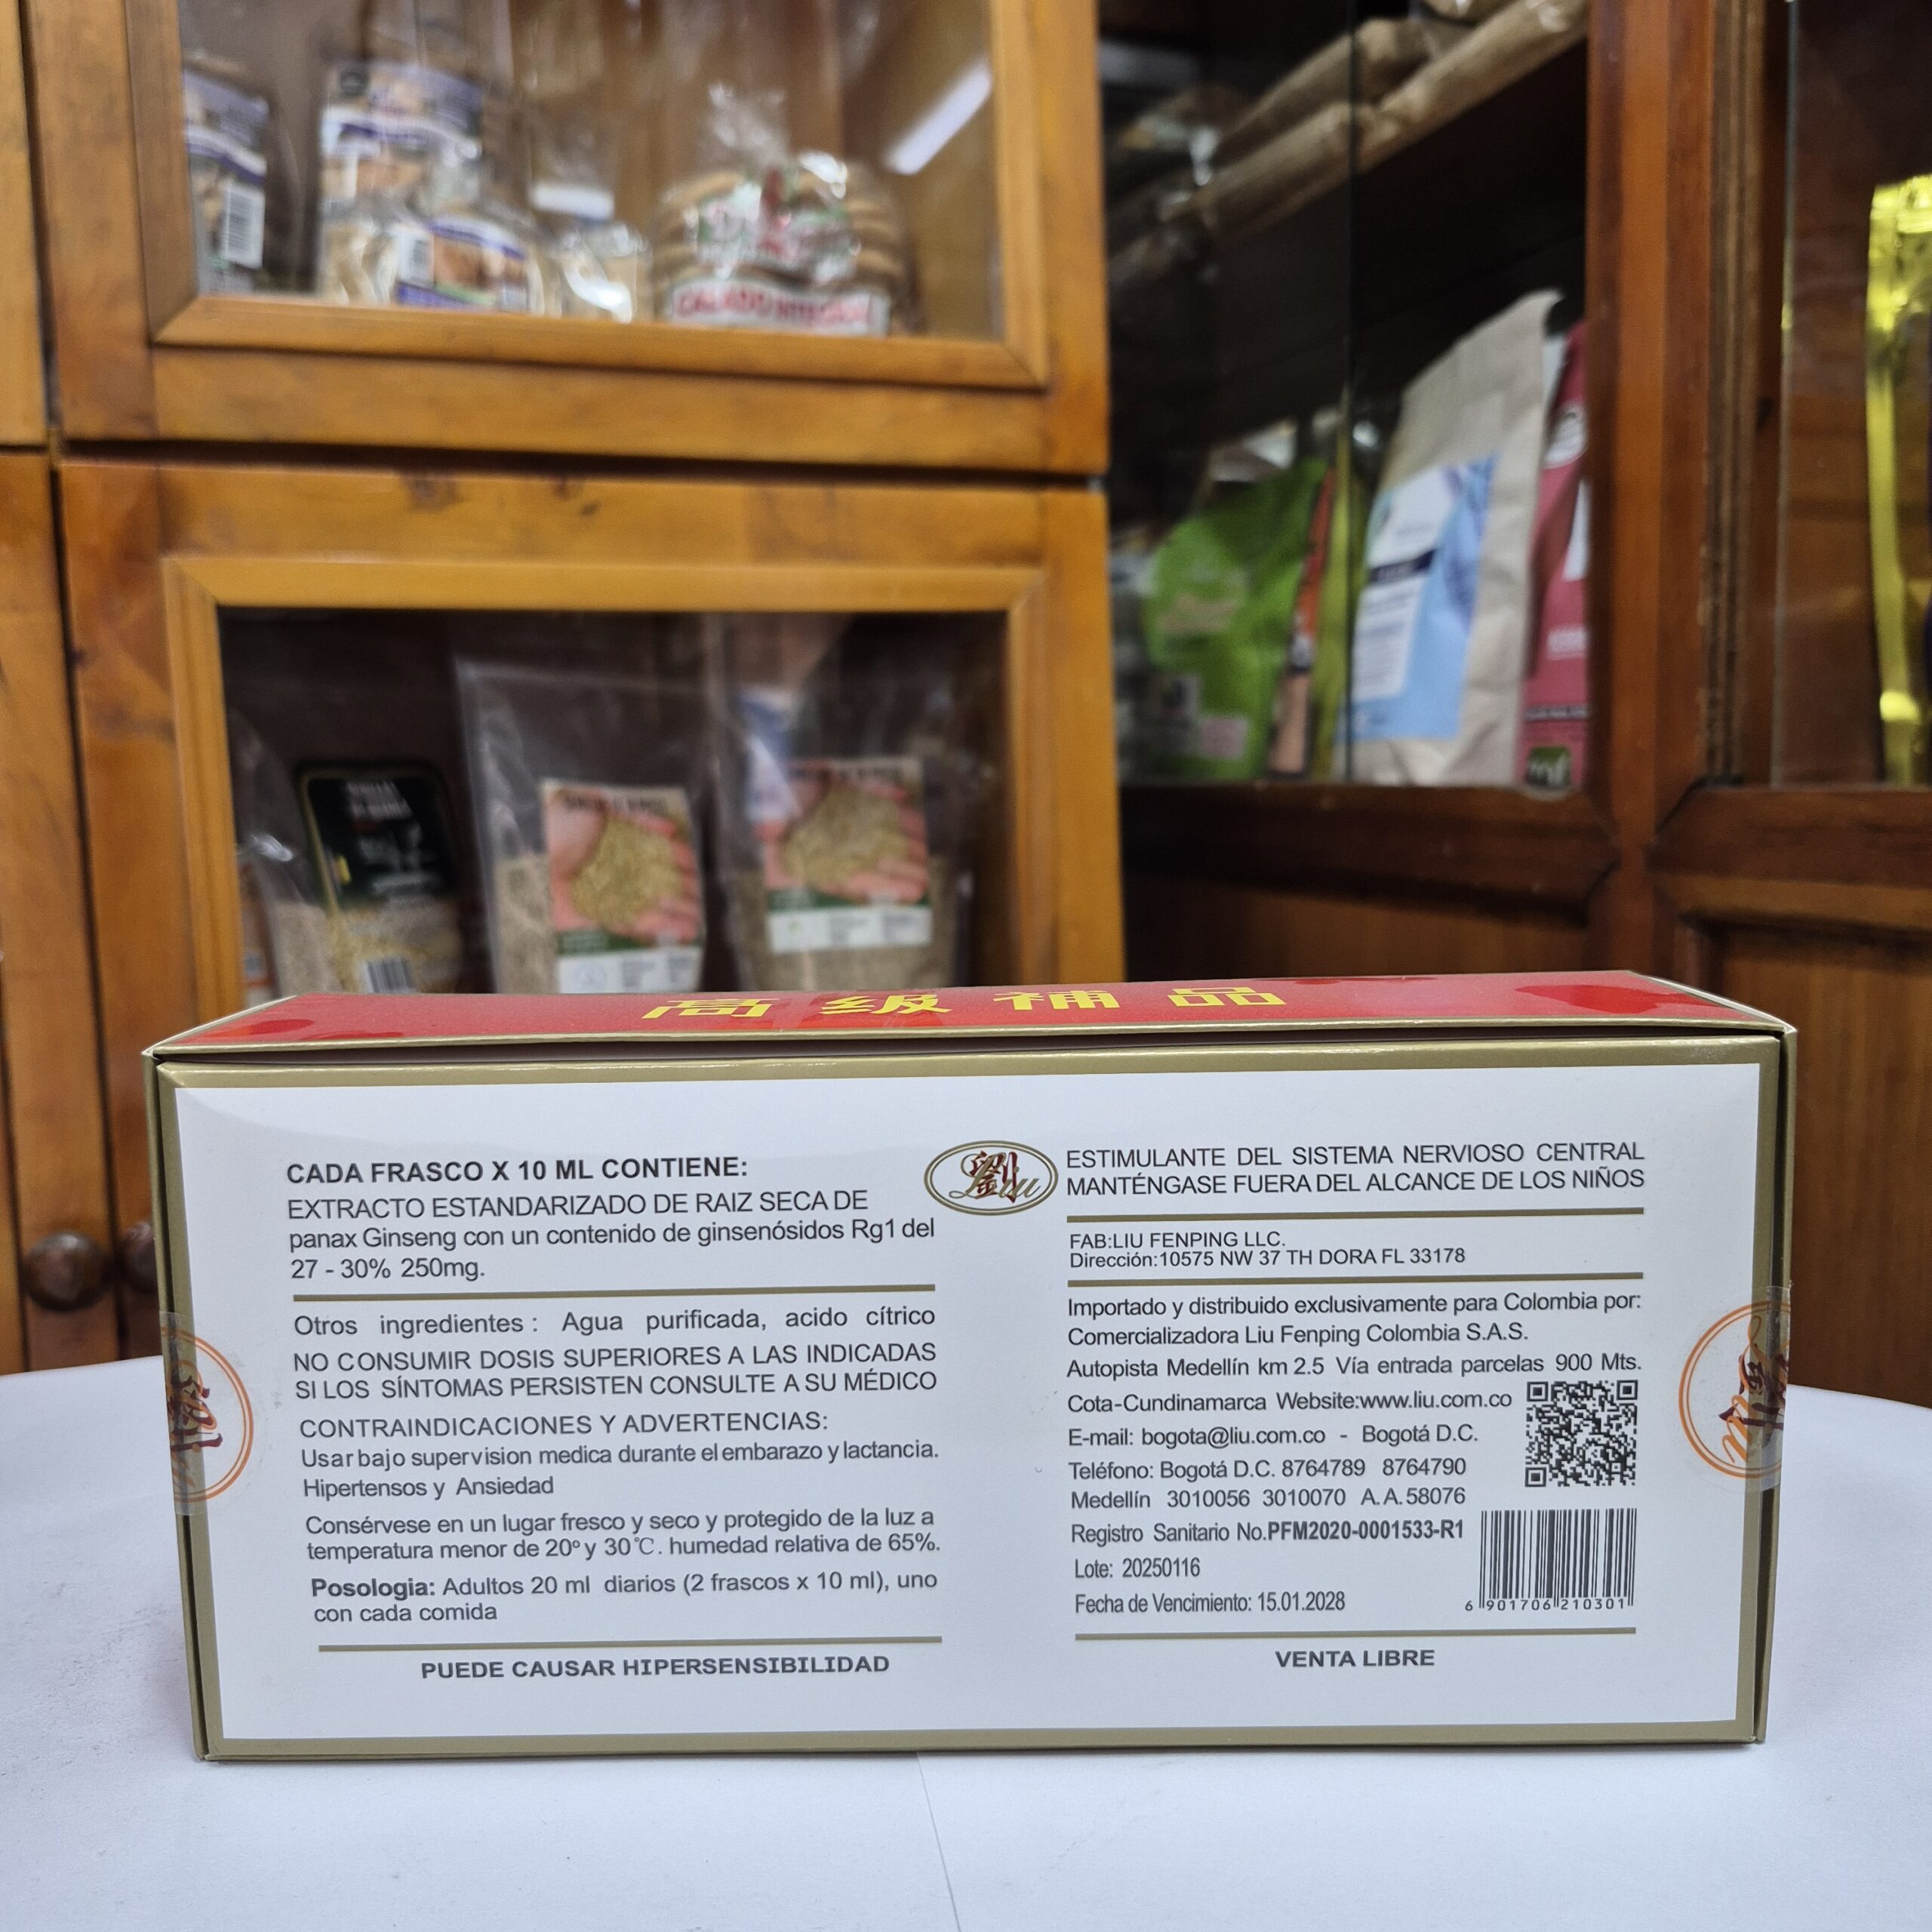 CALADO INTEGRAL
高级補品
CADA FRASCO X 10 ML CONTIENE:
EXTRACTO ESTANDARIZADO DE RAIZ SECA DE
panax Ginseng con un contenido de ginsenósidos Rg1 del
27 - 30% 250mg.
Otros ingredientes : Agua purificada, acido cítrico
NO CONSUMIR DOSIS SUPERIORES A LAS INDICADAS
SI LOS SÍNTOMAS PERSISTEN CONSULTE A SU MÉDICO
CONTRAINDICACIONES Y ADVERTENCIAS:
Usar bajo supervision medica durante el embarazo y lactancia.
Hipertensos y Ansiedad
Consérvese en un lugar fresco y seco y protegido de la luz a
temperatura menor de 20º y 30℃. humedad relativa de 65%.
Posologia: Adultos 20 ml diarios (2 frascos x 10 ml), uno
con cada comida
PUEDE CAUSAR HIPERSENSIBILIDAD
劉 Liu
ESTIMULANTE DEL SISTEMA NERVIOSO CENTRAL
MANTÉNGASE FUERA DEL ALCANCE DE LOS NIÑOS
FAB:LIU FENPING LLC.
Dirección:10575 NW 37 TH DORA FL 33178
Importado y distribuido exclusivamente para Colombia por:
Comercializadora Liu Fenping Colombia S.A.S.
Autopista Medellín km 2.5 Vía entrada parcelas 900 Mts.
Cota-Cundinamarca Website:www.liu.com.co
E-mail: bogota@liu.com.co - Bogotá D.C.
Teléfono: Bogotá D.C. 8764789 8764790
Medellín 3010056 3010070 A.A.58076
Registro Sanitario No.PFM2020-0001533-R1
Lote: 20250116
Fecha de Vencimiento: 15.01.2028
6 901706 210301
VENTA LIBRE